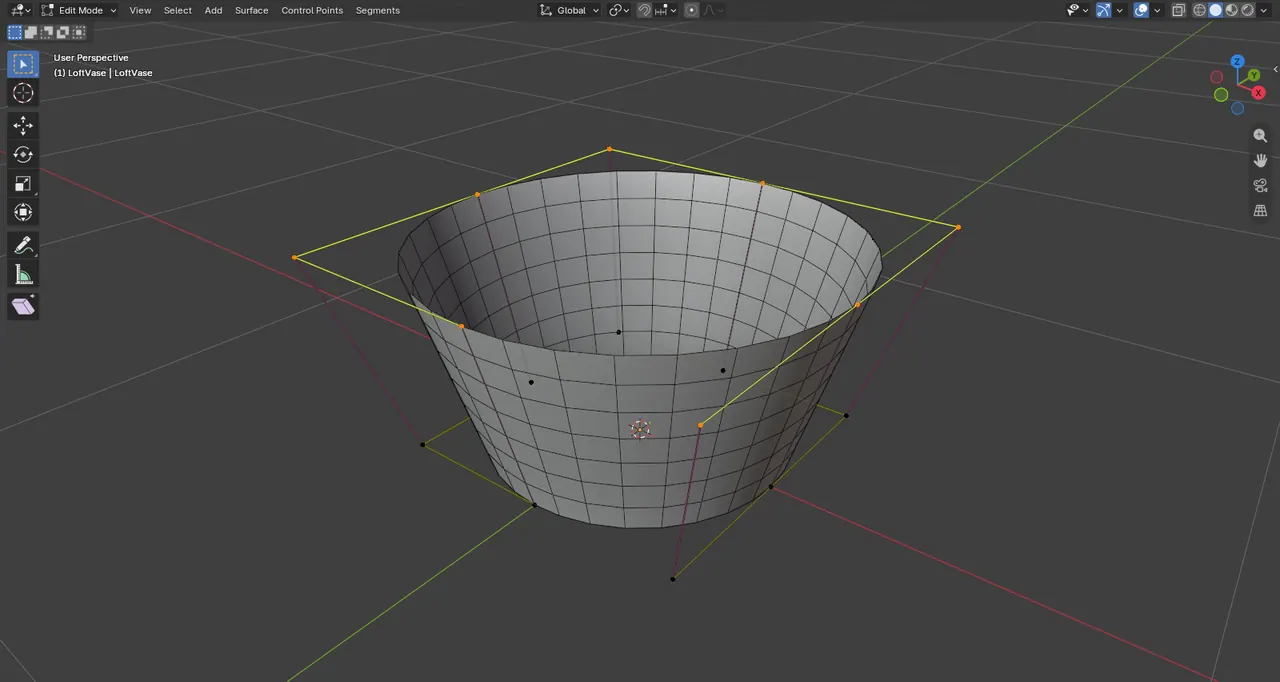 Edit Mode View Select Add Surface Control Points Segments Global
User Perspective
(1) LoftVase | LoftVase
Z
Y
X